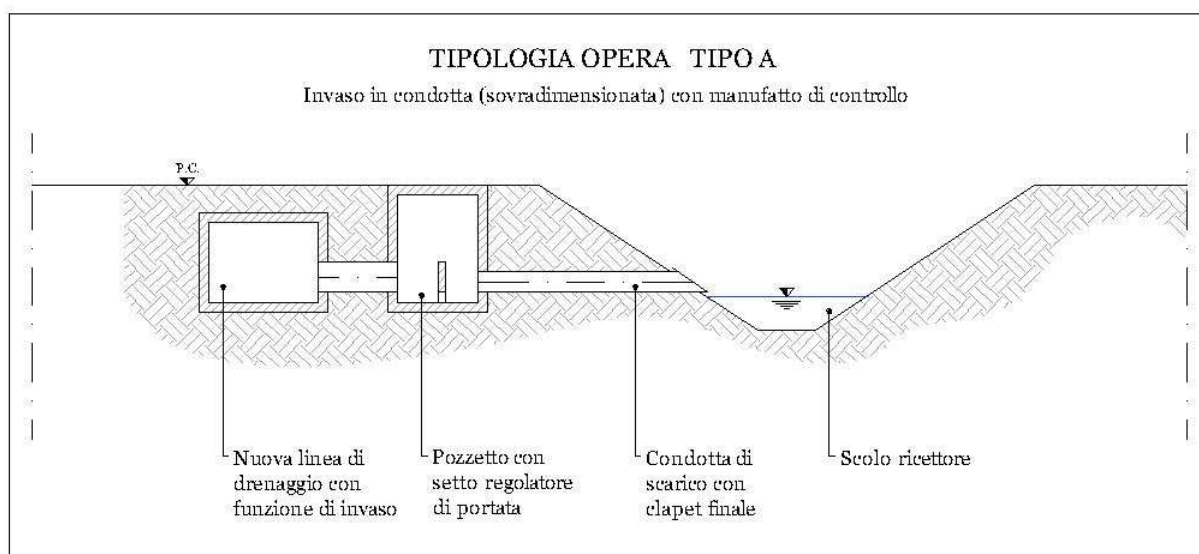 TIPOLOGIA OPERA TIPO A
Invaso in condotta (sovradimensionata) con manufatto di controllo
P.C.
Nuova linea di
drenaggio con
funzione di invaso
Pozzetto con
setto regolatore
di portata
Condotta di
scarico con
clapet finale
Scolo ricettore